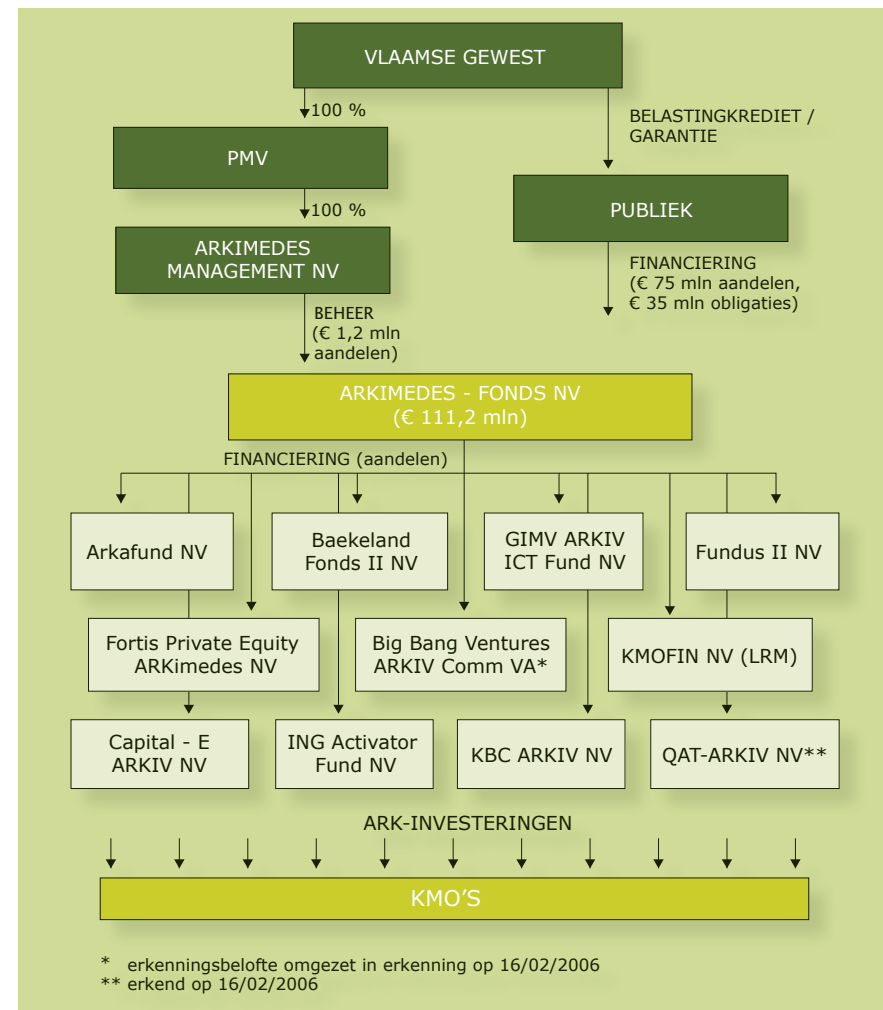 VLAAMSE GEWEST
100 %
BELASTINGKREDIET /
GARANTIE
PMV
100 %
PUBLIEK
ARKIMEDES
MANAGEMENT NV
FINANCIERING
(€ 75 mln aandelen,
€ 35 mln obligaties)
BEHEER
(€ 1,2 mln
aandelen)
ARKIMEDES - FONDS NV
(€ 111,2 mln)
FINANCIERING (aandelen)
Arkafund NV
Baekeland
Fonds II NV
GIMV ARKIV
ICT Fund NV
Fundus II NV
Fortis Private Equity
ARKimedes NV
Big Bang Ventures
ARKIV Comm VA*
KMOFIN NV (LRM)
Capital - E
ARKIV NV
ING Activator
Fund NV
KBC ARKIV NV
QAT-ARKIV NV**
ARK-INVESTERINGEN
KMO'S
* erkenningsbelofte omgezet in erkenning op 16/02/2006
** erkend op 16/02/2006